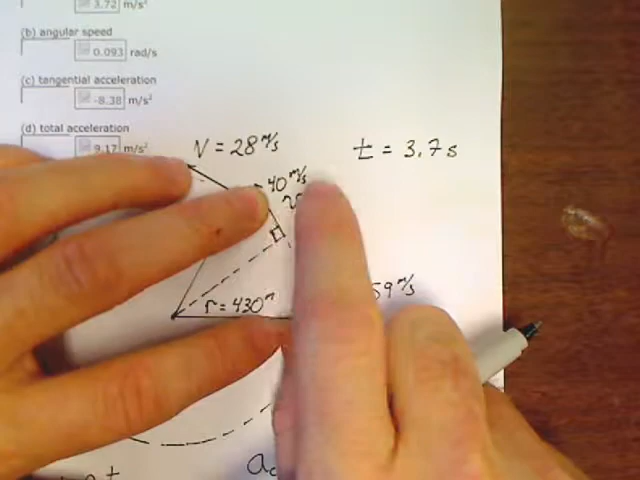 3.72 m/s²
(b) angular speed
0.093 rad/s
(c) tangential acceleration
-8.38 m/s²
(d) total acceleration
9.17 m/s²
V = 28 m/s
t = 3.7 s
40 m/s
r = 430 m
59 m/s